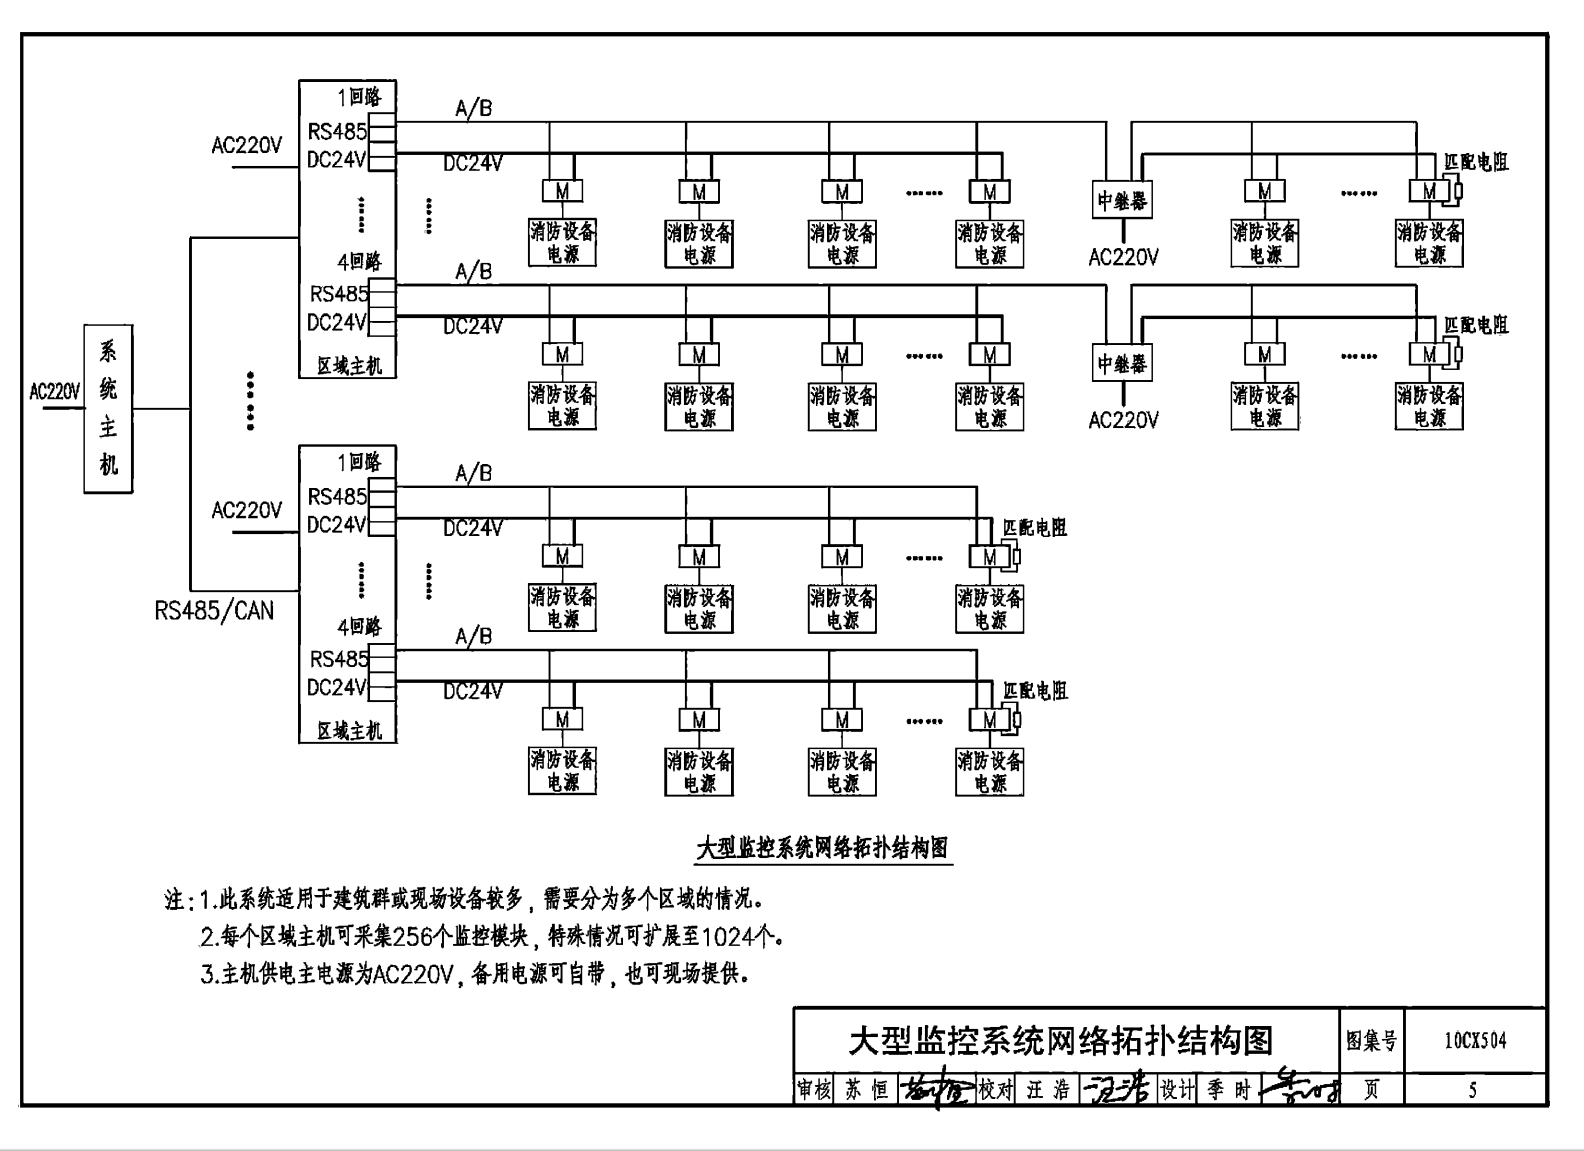 1回路
A/B
RS485
AC220V
DC24V
DC24V
匹配电阻
M
M
M
……
M
中继器
M
……
M
……
……
消防设备电源
消防设备电源
消防设备电源
消防设备电源
消防设备电源
消防设备电源
AC220V
4回路
A/B
RS485
DC24V
DC24V
匹配电阻
M
M
M
……
M
中继器
M
……
M
区域主机
消防设备电源
消防设备电源
消防设备电源
消防设备电源
消防设备电源
消防设备电源
AC220V
AC220V
系统主机
……
1回路
A/B
RS485
AC220V
DC24V
DC24V
匹配电阻
M
M
M
……
M
……
……
消防设备电源
消防设备电源
消防设备电源
消防设备电源
RS485/CAN
4回路
A/B
RS485
DC24V
DC24V
匹配电阻
M
M
M
……
M
区域主机
消防设备电源
消防设备电源
消防设备电源
消防设备电源
大型监控系统网络拓扑结构图
注:1.此系统适用于建筑群或现场设备较多，需要分为多个区域的情况。
2.每个区域主机可采集256个监控模块，特殊情况可扩展至1024个。
3.主机供电主电源为AC220V，备用电源可自带，也可现场提供。
大型监控系统网络拓扑结构图 图集号 10CX504
审核 苏恒 苏恒 校对 汪浩 汪浩 设计 季时 页 5